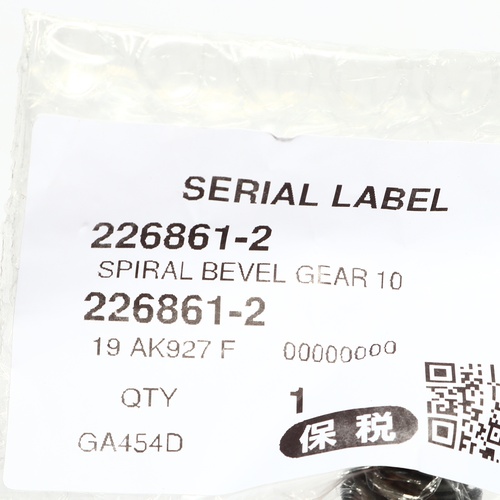 SERIAL LABEL
226861-2
SPIRAL BEVEL GEAR 10
226861-2
19 AK927 F 00000000
QTY 1
保税
GA454D